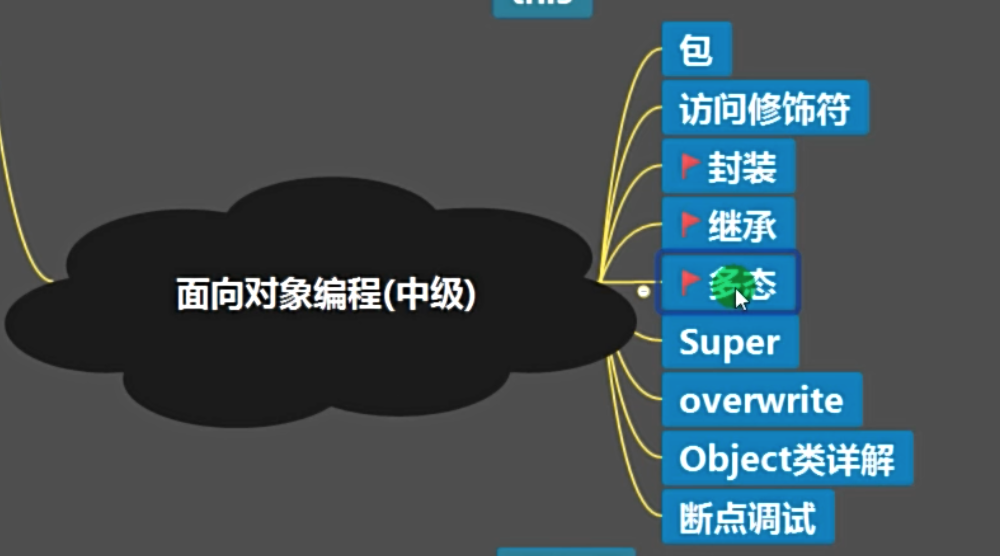 this
包
访问修饰符
封装
继承
多态
面向对象编程(中级)
Super
overwrite
Object类详解
断点调试